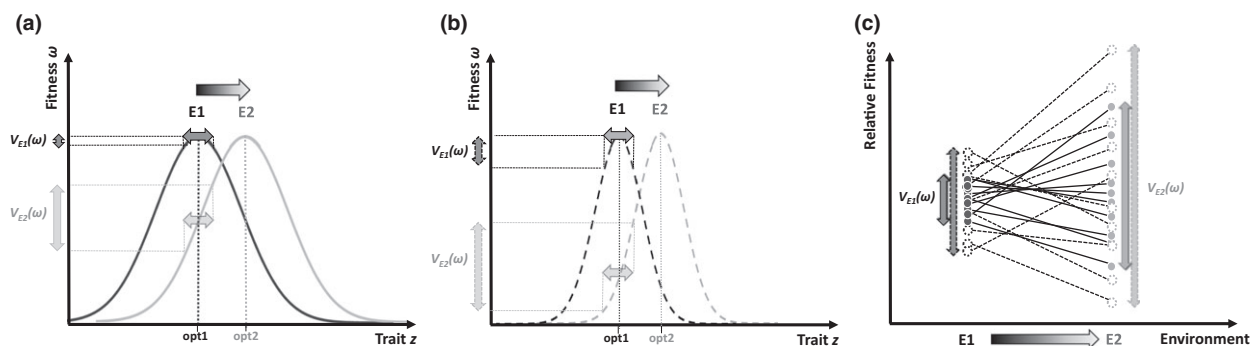 (a)
Fitness ω
E1
E2
V_E1(ω)
V_E2(ω)
opt1
opt2
Trait z
(b)
Fitness ω
E1
E2
V_E1(ω)
V_E2(ω)
opt1
opt2
Trait z
(c)
Relative Fitness
V_E1(ω)
V_E2(ω)
E1
E2
Environment